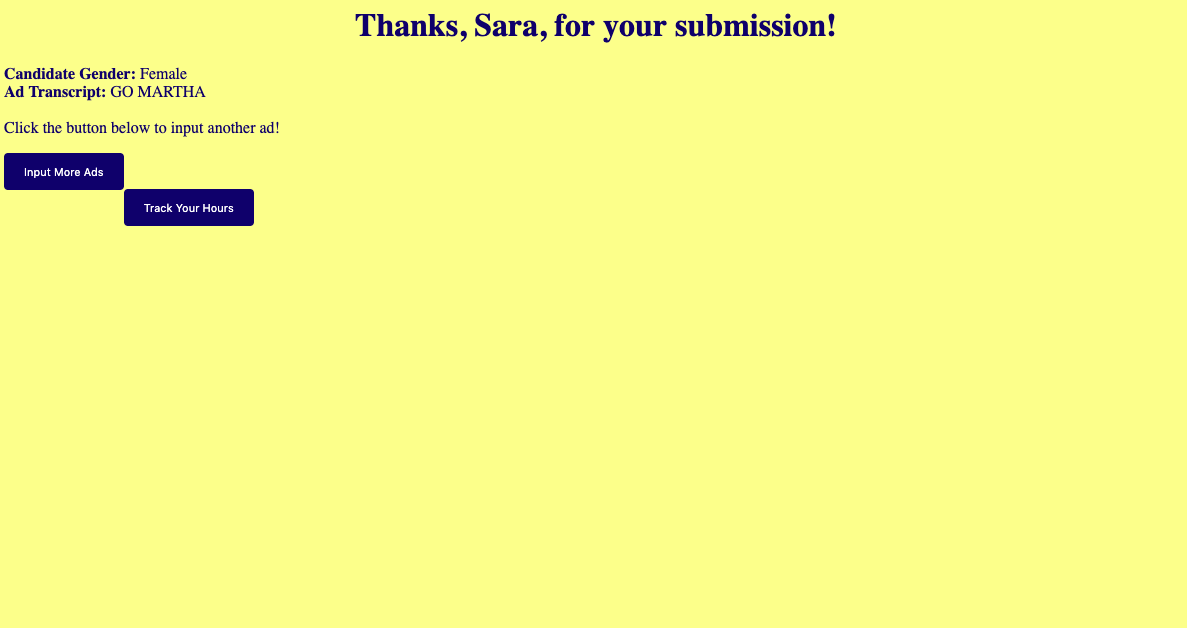 Thanks, Sara, for your submission!
Candidate Gender: Female
Ad Transcript: GO MARTHA
Click the button below to input another ad!
Input More Ads
Track Your Hours